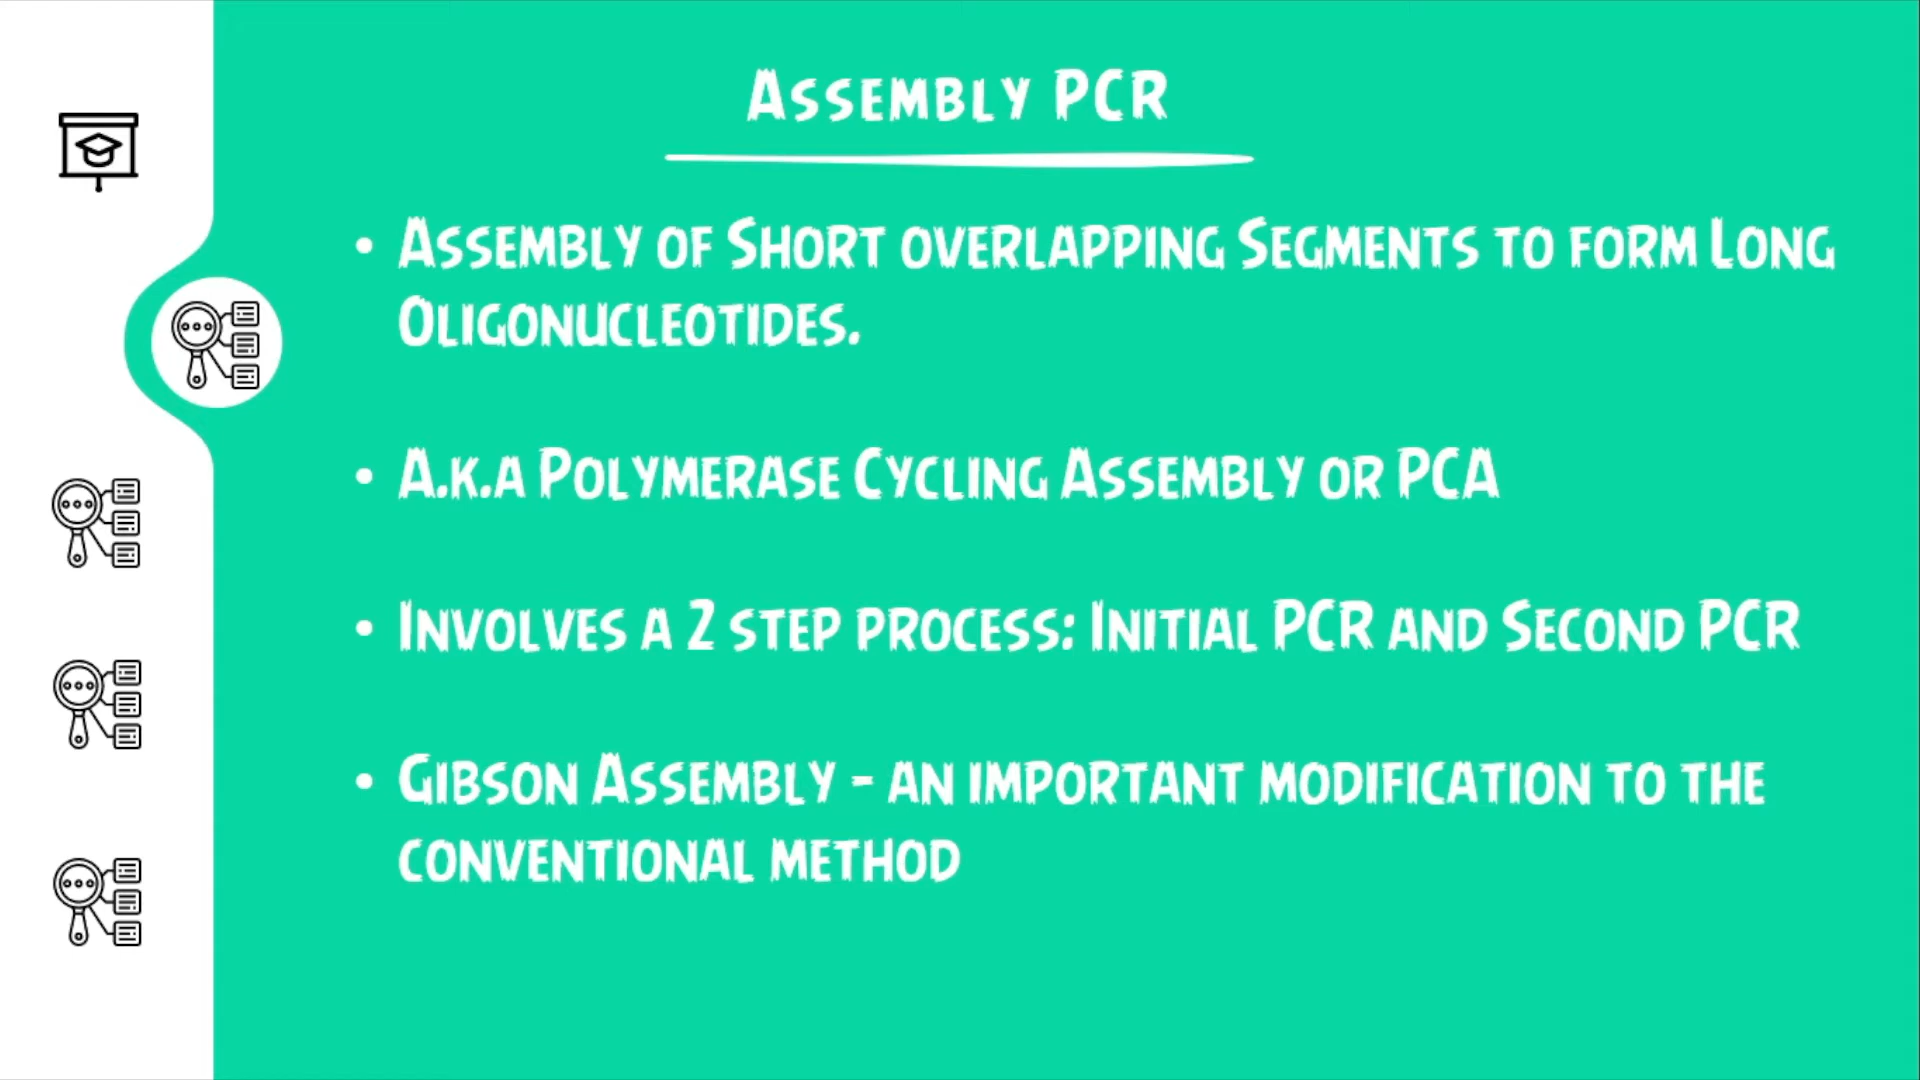 Assembly PCR
• Assembly of Short overlapping Segments to form Long
Oligonucleotides.
• A.k.a Polymerase Cycling Assembly or PCA
• Involves a 2 step process: Initial PCR and Second PCR
• Gibson Assembly - an important modification to the
conventional method